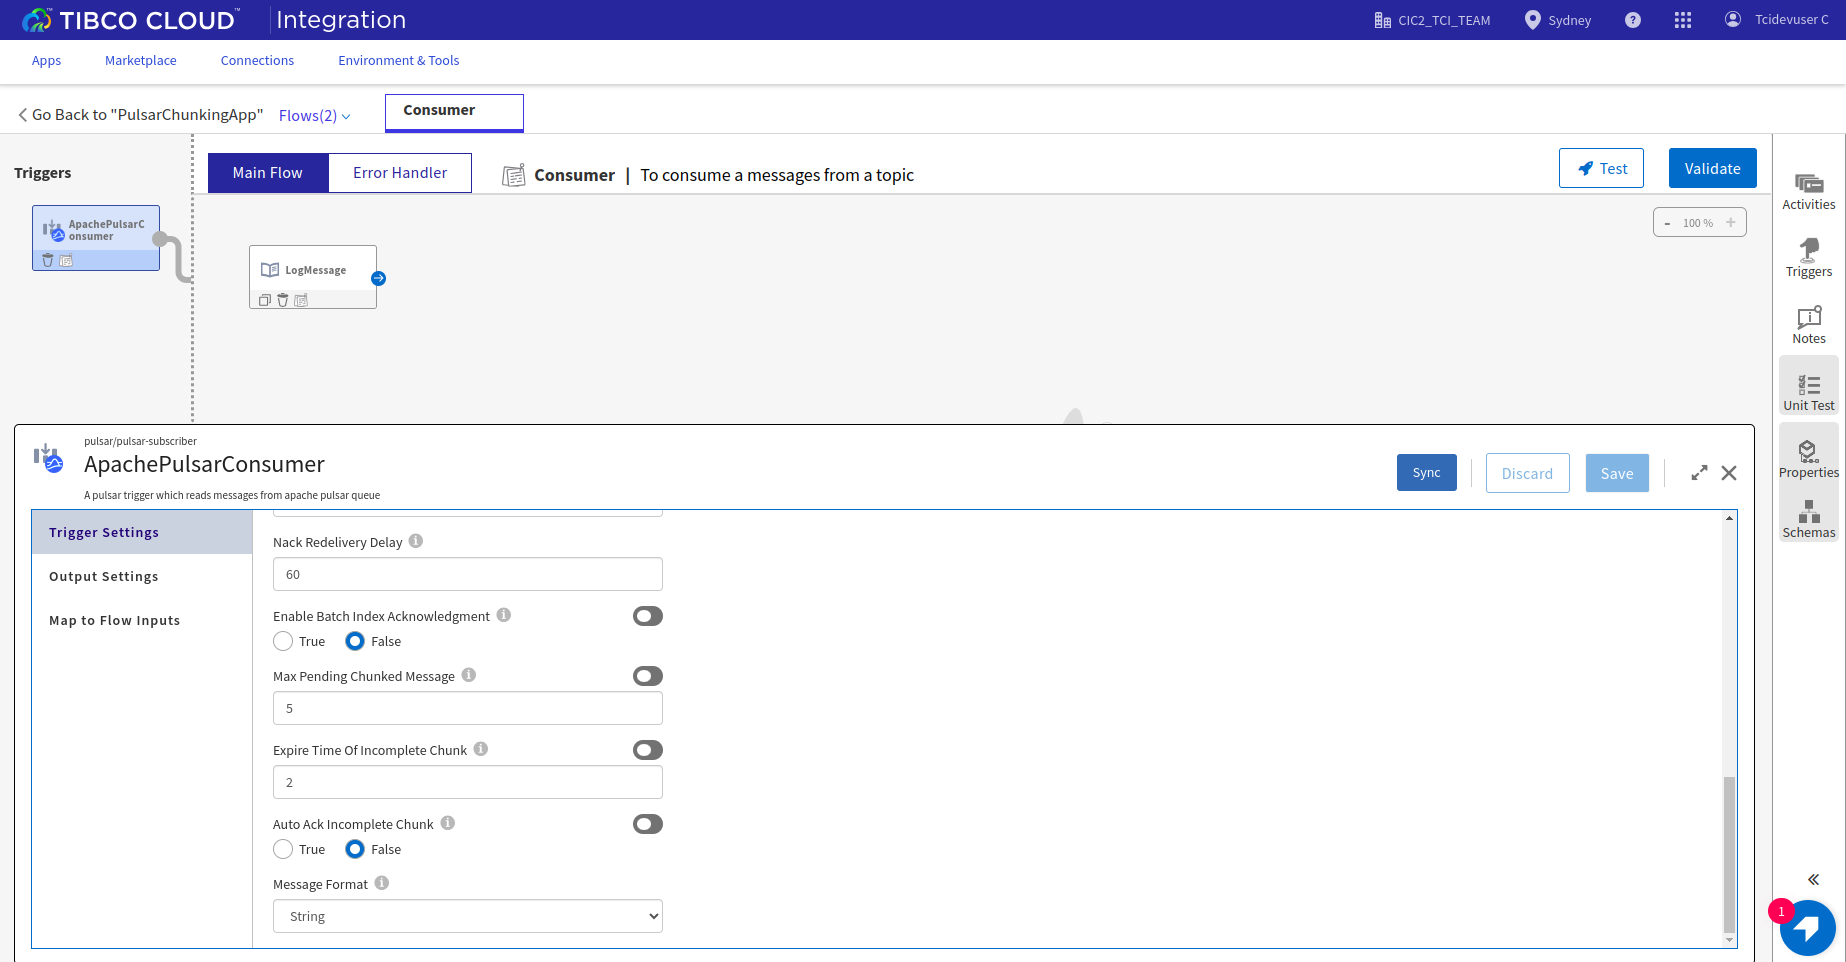 TIBCO CLOUD™ Integration
CIC2_TCI_TEAM
Sydney
?
Tcidevuser C
Apps
Marketplace
Connections
Environment & Tools
Go Back to "PulsarChunkingApp"
Flows(2)
Consumer
Triggers
ApachePulsarC
onsumer
Main Flow
Error Handler
Consumer | To consume a messages from a topic
Test
Validate
- 100 % +
LogMessage
Activities
Triggers
Notes
Unit Test
Properties
Schemas
pulsar/pulsar-subscriber
ApachePulsarConsumer
A pulsar trigger which reads messages from apache pulsar queue
Sync
Discard
Save
Trigger Settings
Output Settings
Map to Flow Inputs
Nack Redelivery Delay
60
Enable Batch Index Acknowledgment
True False
Max Pending Chunked Message
5
Expire Time Of Incomplete Chunk
2
Auto Ack Incomplete Chunk
True False
Message Format
String
1